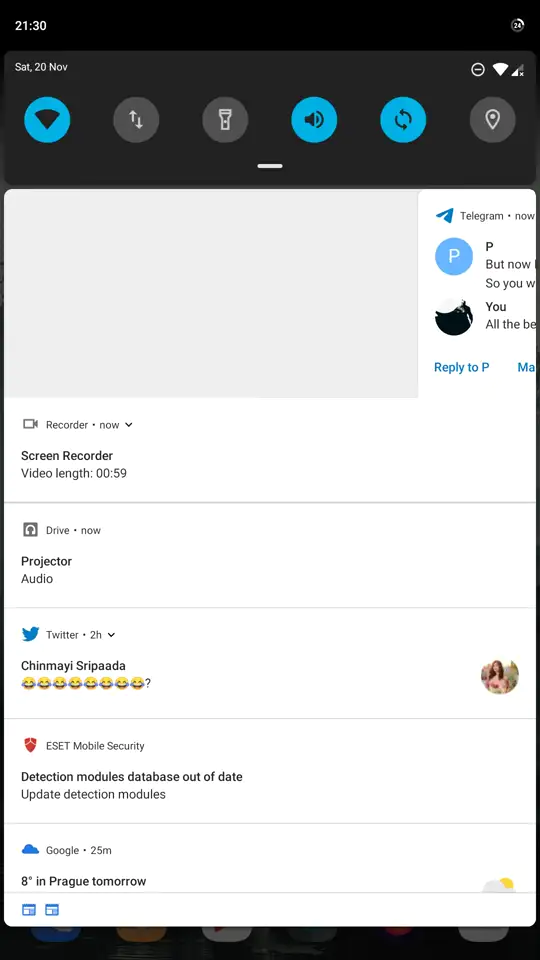 21:30
24
Sat, 20 Nov
Telegram • now
P
P
But now
So you w
You
All the be
Reply to P
Ma
Recorder • now
Screen Recorder
Video length: 00:59
Drive • now
Projector
Audio
Twitter • 2h
Chinmayi Sripaada
😂😂😂😂😂😂😂😂?
ESET Mobile Security
Detection modules database out of date
Update detection modules
Google • 25m
8° in Prague tomorrow